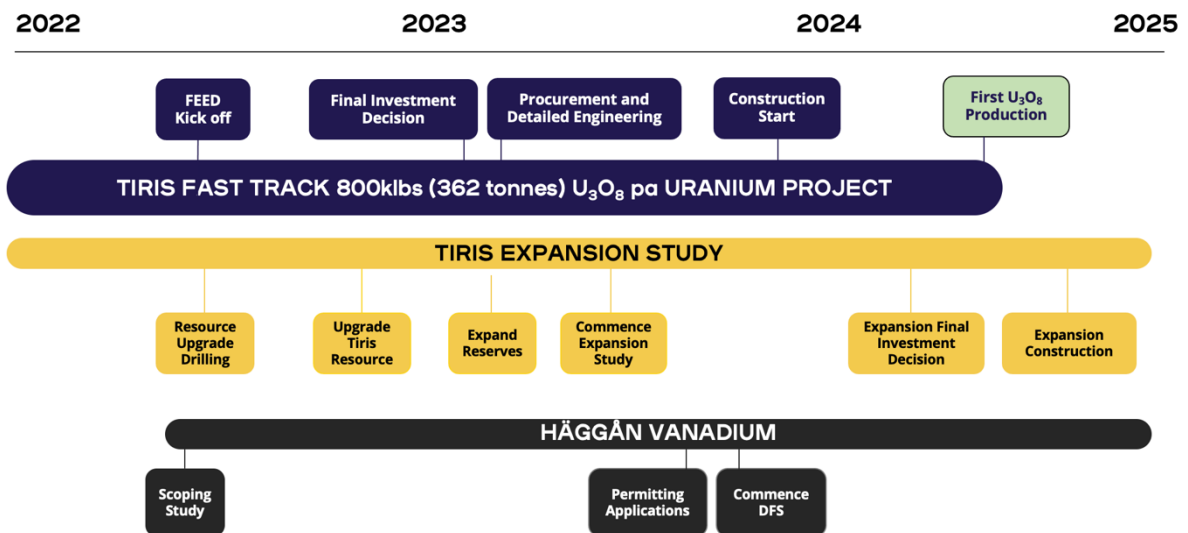 2022 2023 2024 2025
FEED
Kick off
Final Investment
Decision
Procurement and
Detailed Engineering
Construction
Start
First U₃O₈
Production
TIRIS FAST TRACK 800klbs (362 tonnes) U₃O₈ pa URANIUM PROJECT
TIRIS EXPANSION STUDY
Resource
Upgrade
Drilling
Upgrade
Tiris
Resource
Expand
Reserves
Commence
Expansion
Study
Expansion Final
Investment
Decision
Expansion
Construction
HÄGGÅN VANADIUM
Scoping
Study
Permitting
Applications
Commence
DFS